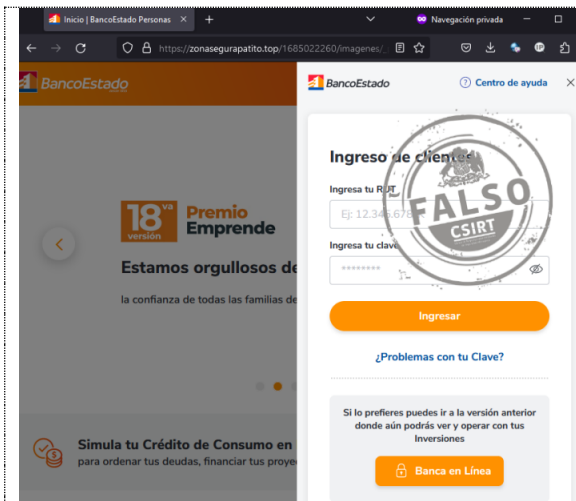 Inicio | BancoEstado Personas
Navegación privada
https://zonasegurapatito.top/1685022260/imagenes/_
BancoEstado
BancoEstado
Centro de ayuda
Ingreso de clientes
Ingresa tu RUT
Ej: 12.345.678
FALSO
CSIRT
Ingresa tu clave
********
Ingresar
¿Problemas con tu Clave?
Si lo prefieres puedes ir a la versión anterior
donde aún podrás ver y operar con tus
Inversiones
Banca en Línea
18va
versión
Premio
Emprende
Estamos orgullosos de
la confianza de todas las familias de
Simula tu Crédito de Consumo en
para ordenar tus deudas, financiar tus proye